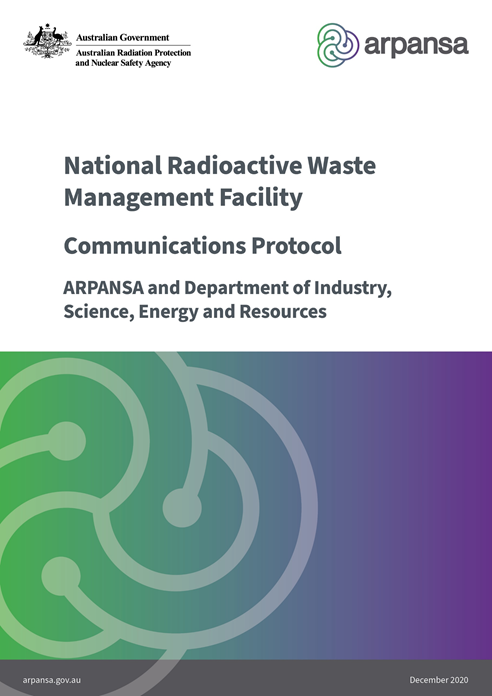 Australian Government
Australian Radiation Protection
and Nuclear Safety Agency
arpansa
National Radioactive Waste
Management Facility
Communications Protocol
ARPANSA and Department of Industry,
Science, Energy and Resources
arpansa.gov.au
December 2020